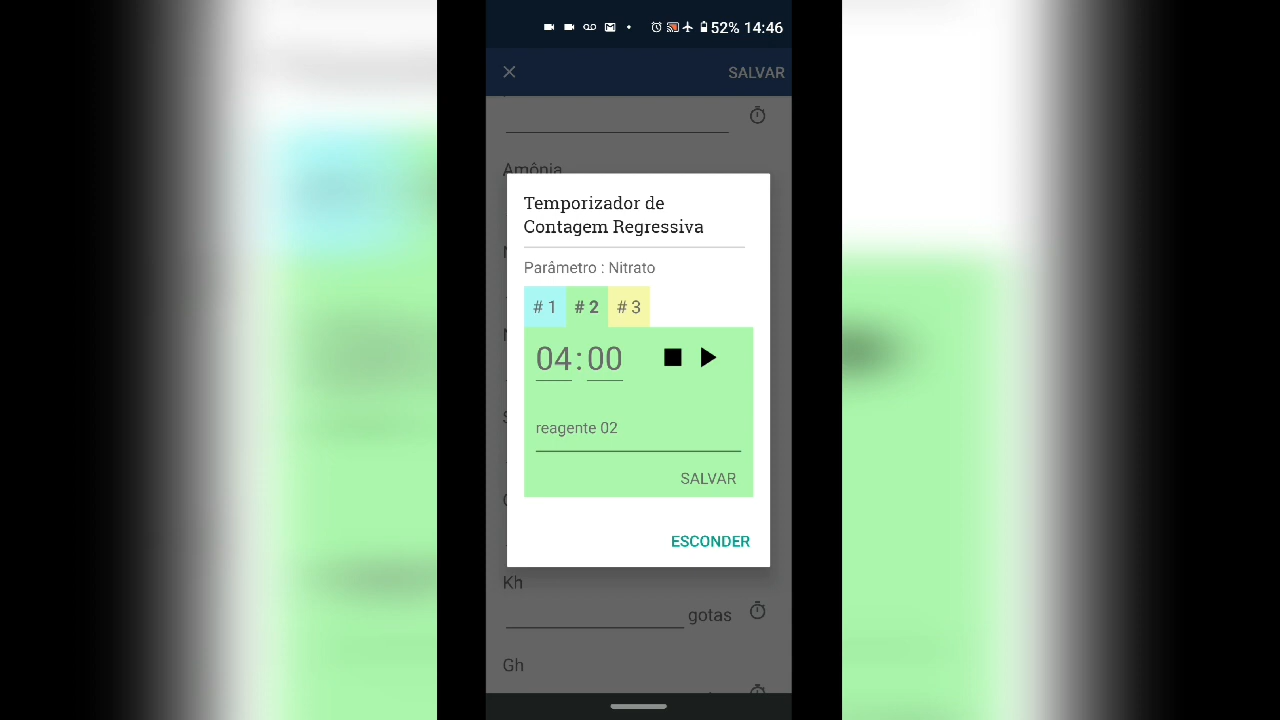 52% 14:46
SALVAR
Amônia
Temporizador de
Contagem Regressiva
Parâmetro : Nitrato
# 1 # 2 # 3
04:00
reagente 02
SALVAR
ESCONDER
Kh
gotas
Gh